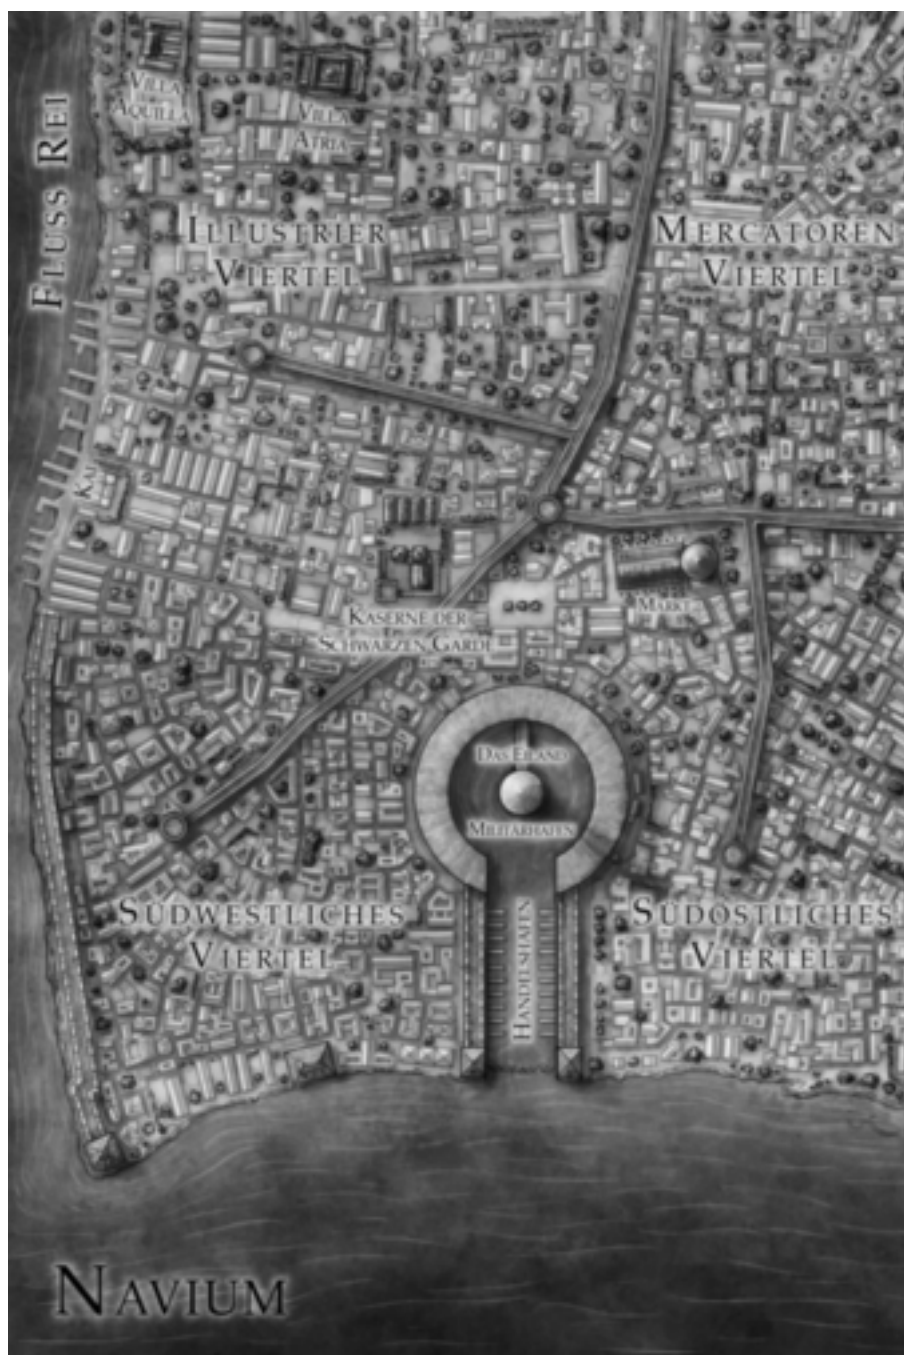 VILLA
AQUILLA
VILLA
ATRIA
FLUSS REI
ILLUSTRIER
VIERTEL
MERCATOREN
VIERTEL
KAI
MARKT
KASERNE DER
SCHWARZEN GARDE
DAS EILAND
MILITÄRHAFEN
HANDELSHAFEN
SÜDWESTLICHES
VIERTEL
SÜDÖSTLICHES
VIERTEL
NAVIUM